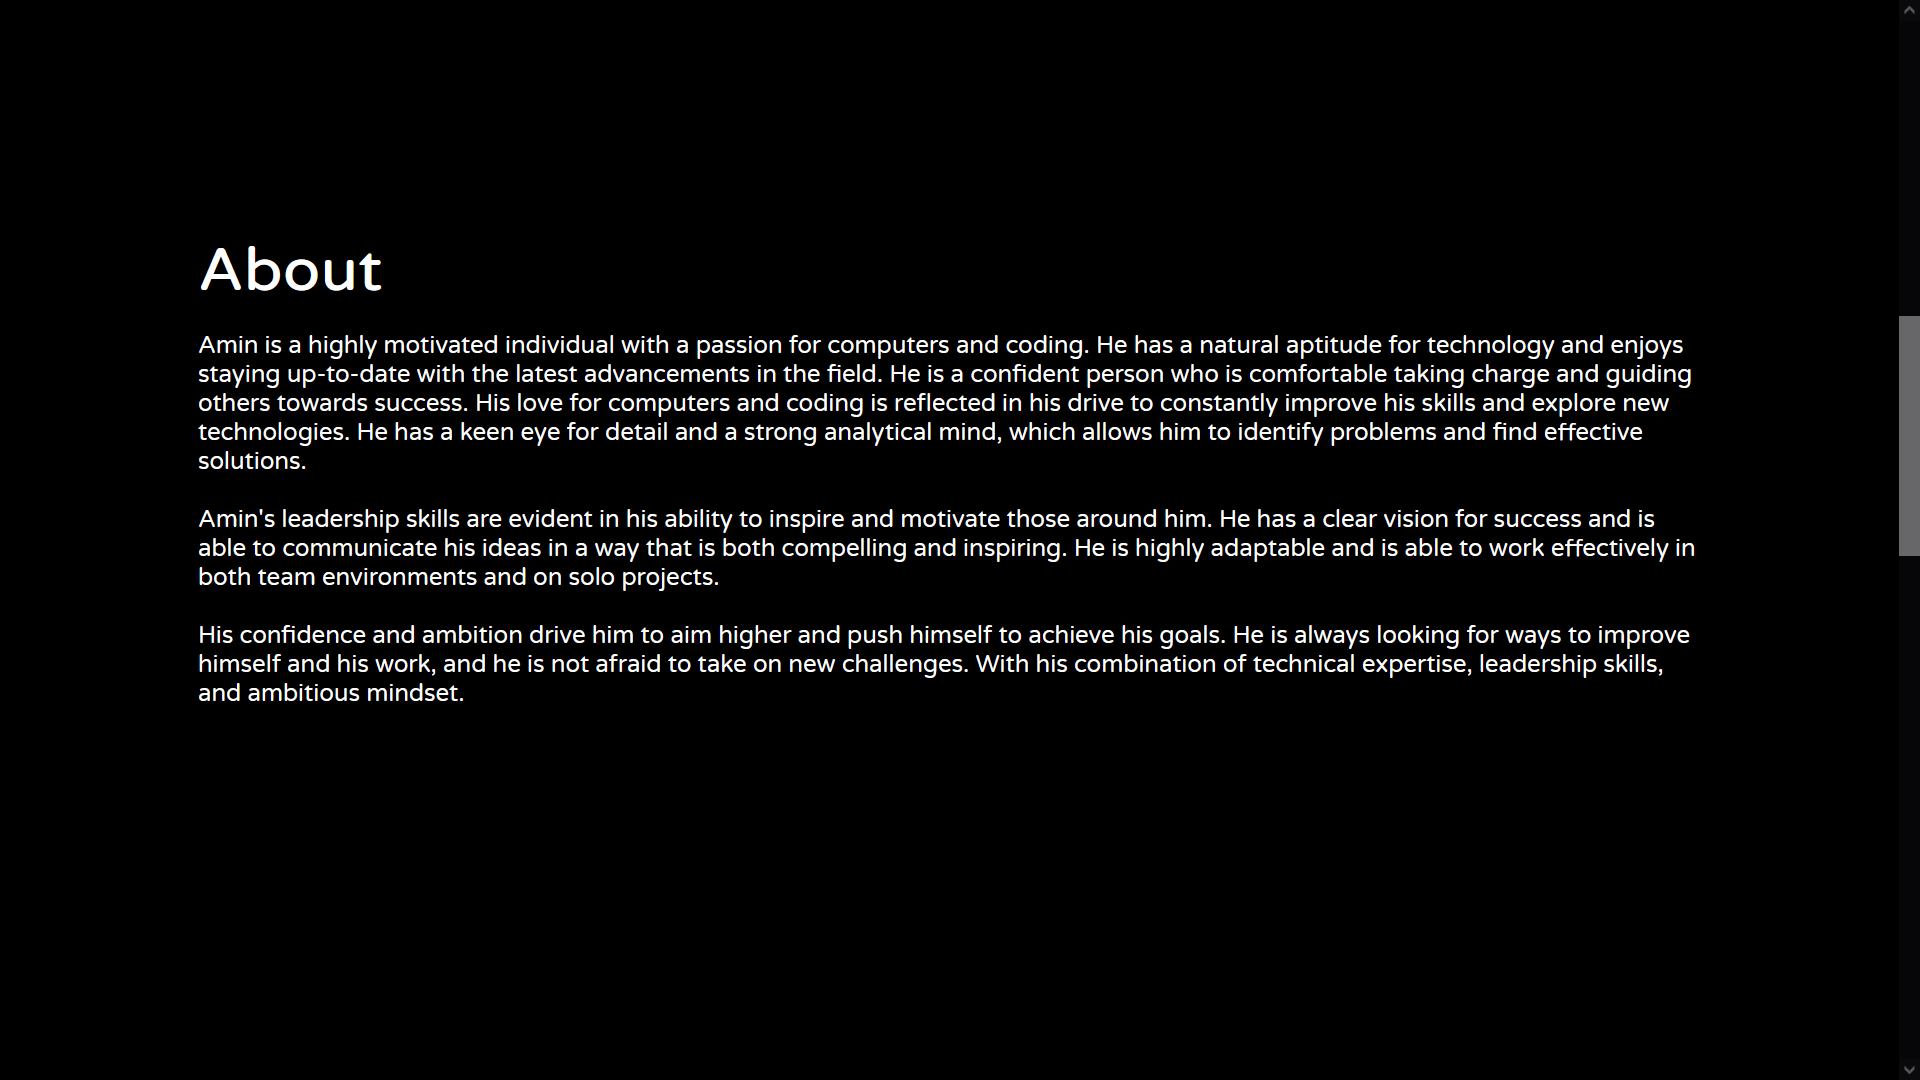 About
Amin is a highly motivated individual with a passion for computers and coding. He has a natural aptitude for technology and enjoys
staying up-to-date with the latest advancements in the field. He is a confident person who is comfortable taking charge and guiding
others towards success. His love for computers and coding is reflected in his drive to constantly improve his skills and explore new
technologies. He has a keen eye for detail and a strong analytical mind, which allows him to identify problems and find effective
solutions.
Amin's leadership skills are evident in his ability to inspire and motivate those around him. He has a clear vision for success and is
able to communicate his ideas in a way that is both compelling and inspiring. He is highly adaptable and is able to work effectively in
both team environments and on solo projects.
His confidence and ambition drive him to aim higher and push himself to achieve his goals. He is always looking for ways to improve
himself and his work, and he is not afraid to take on new challenges. With his combination of technical expertise, leadership skills,
and ambitious mindset.